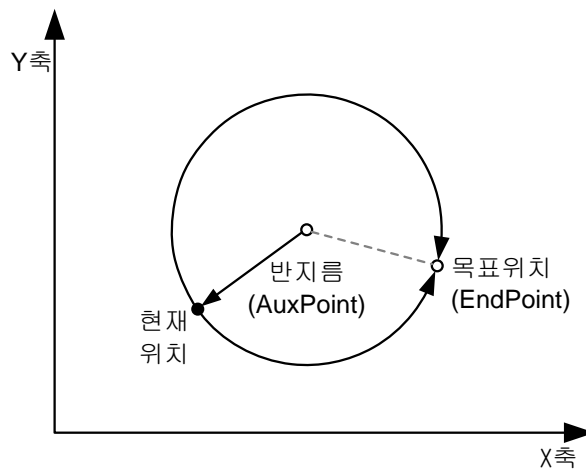 Y축
반지름
(AuxPoint)
목표위치
(EndPoint)
현재
위치
X축